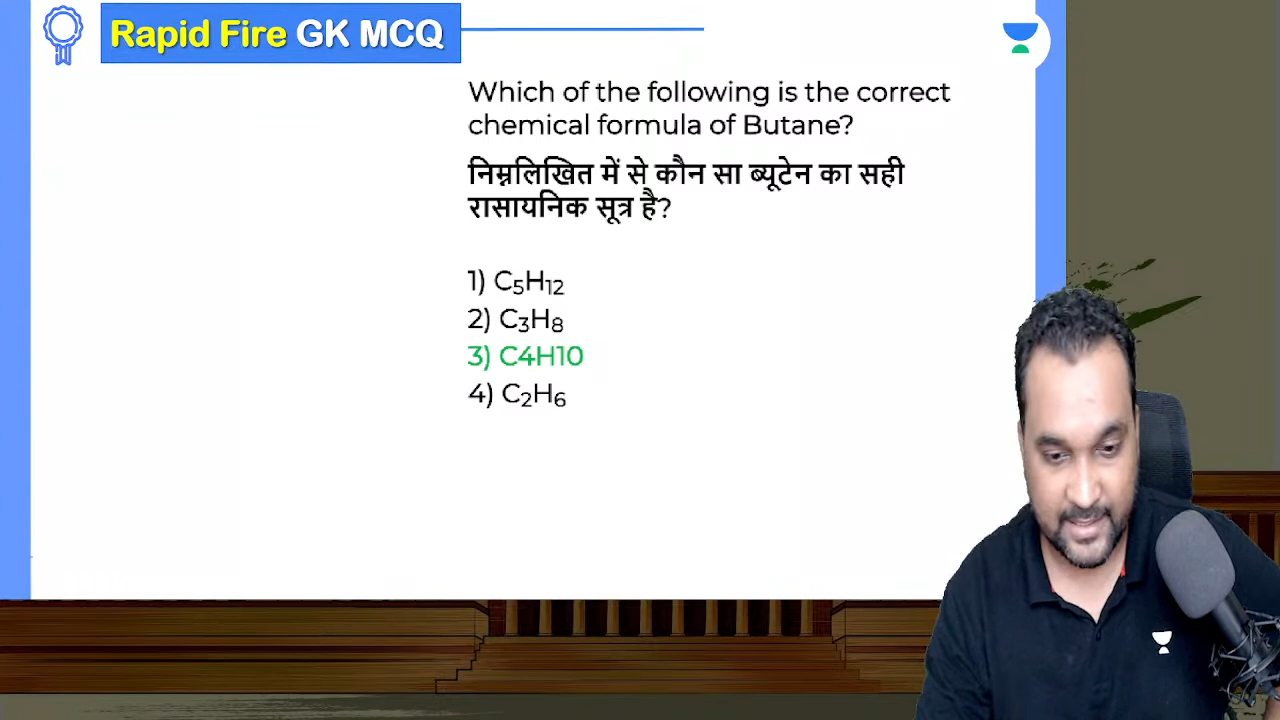 Rapid Fire GK MCQ
Which of the following is the correct
chemical formula of Butane?
निम्नलिखित में से कौन सा ब्यूटेन का सही
रासायनिक सूत्र है?
1) C₅H₁₂
2) C₃H₈
3) C4H10
4) C₂H₆